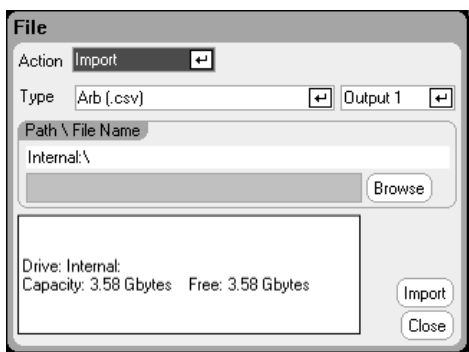 File
Action Import
Type Arb (.csv) Output 1
Path \ File Name
Internal:\
Browse
Drive: Internal:
Capacity: 3.58 Gbytes Free: 3.58 Gbytes
Import
Close